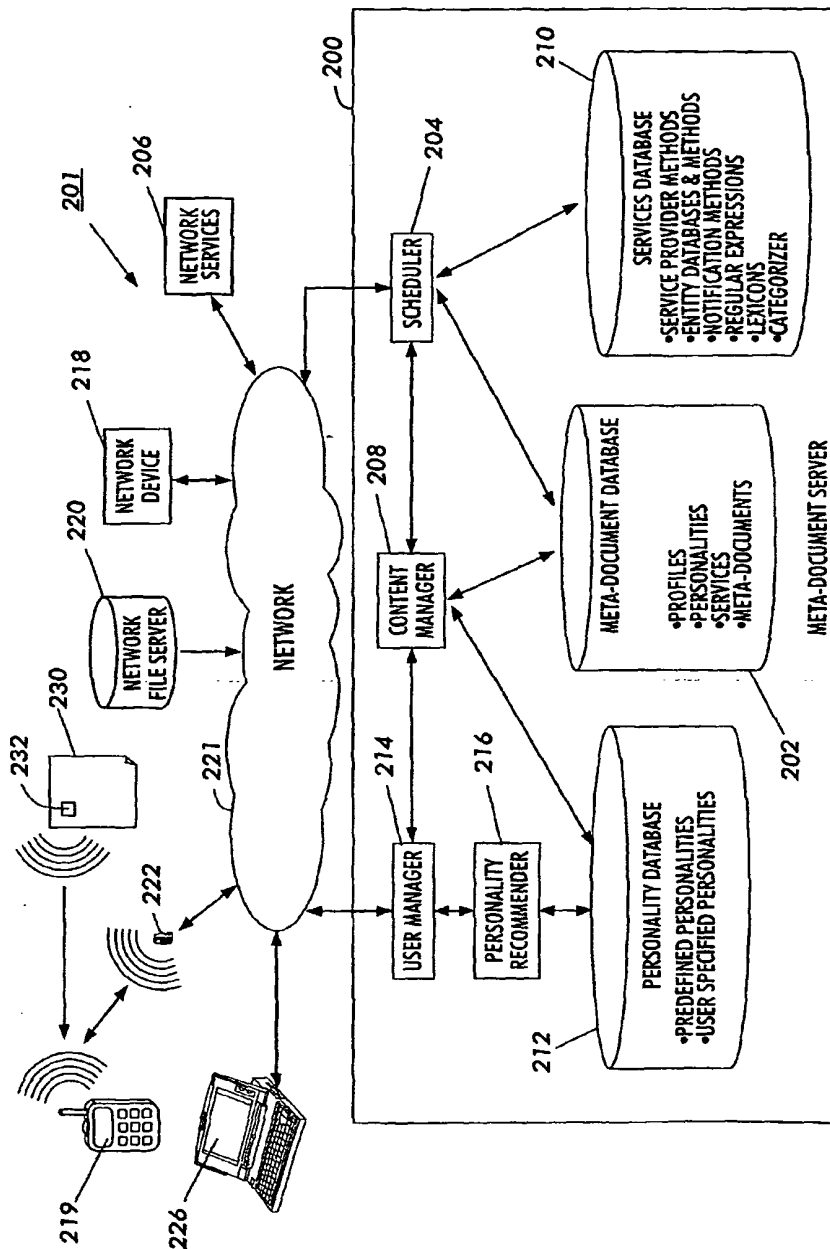 201
NETWORK
SERVICES
206
NETWORK
DEVICE
218
NETWORK
FILE SERVER
220
230
232
222
219
226
221
NETWORK
200
USER MANAGER
214
PERSONALITY
RECOMMENDER
216
CONTENT
MANAGER
208
SCHEDULER
204
PERSONALITY DATABASE
•PREDEFINED PERSONALITIES
•USER SPECIFIED PERSONALITIES
212
META-DOCUMENT DATABASE
•PROFILES
•PERSONALITIES
•SERVICES
•META-DOCUMENTS
202
SERVICES DATABASE
•SERVICE PROVIDER METHODS
•ENTITY DATABASES & METHODS
•NOTIFICATION METHODS
•REGULAR EXPRESSIONS
•LEXICONS
•CATEGORIZER
210
META-DOCUMENT SERVER